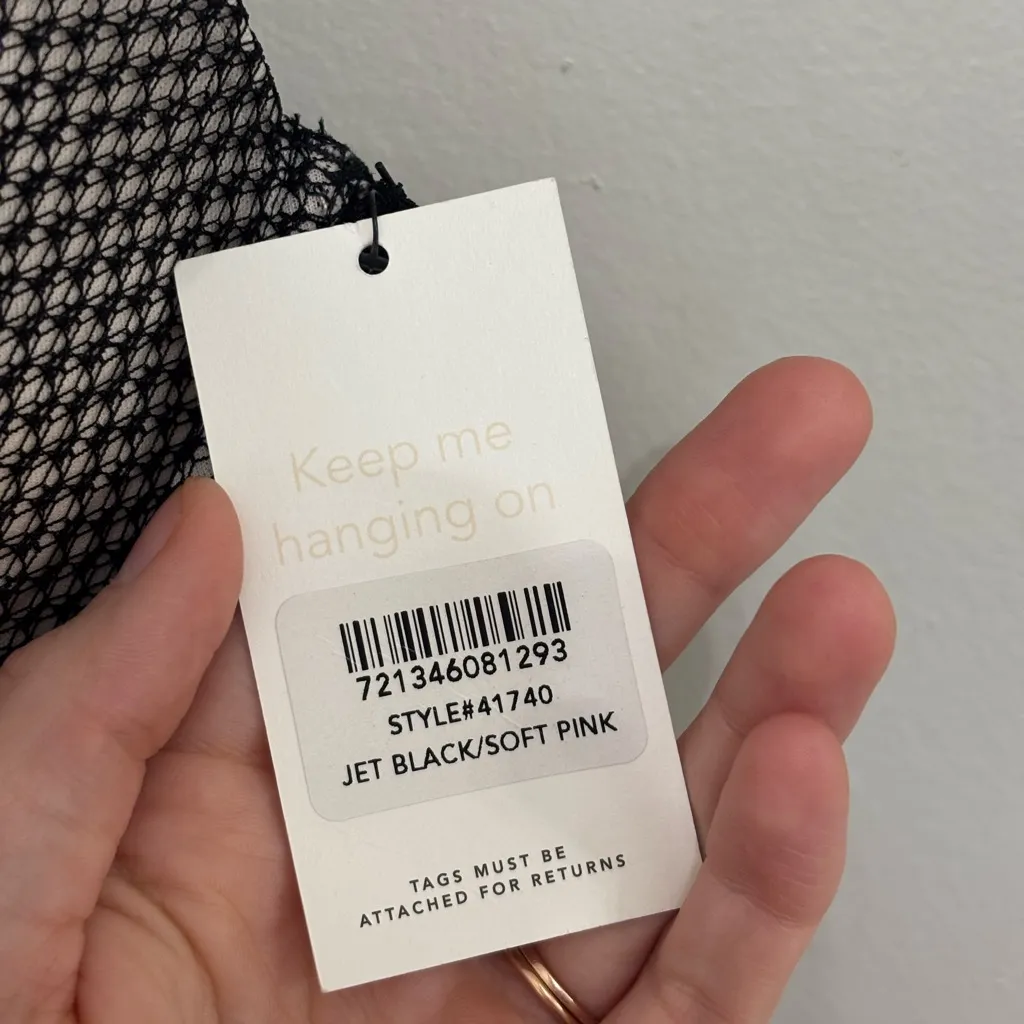 Keep me
hanging on
721346081293
STYLE#41740
JET BLACK/SOFT PINK
TAGS MUST BE
ATTACHED FOR RETURNS